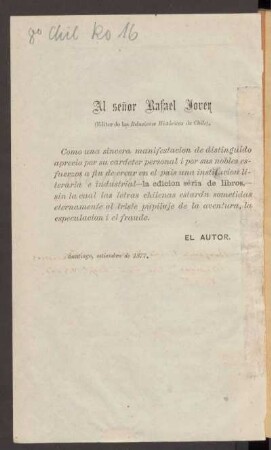 8° Chil Ko 16
Al señor Rafael Jover
(Editor de las Relaciones Históricas de Chile).
Como una sincera manifestacion de distinguido
aprecio por su carácter personal i por sus nobles es-
fuerzos a fin de crear en el pais una institucion li-
teraria e industrial—la edicion séria de libros,
sin la cual las letras chilenas estarán sometidas
eternamente al triste pupilaje de la aventura, la
especulacion i el fraude.
EL AUTOR.
Santiago, setiembre de 1877.